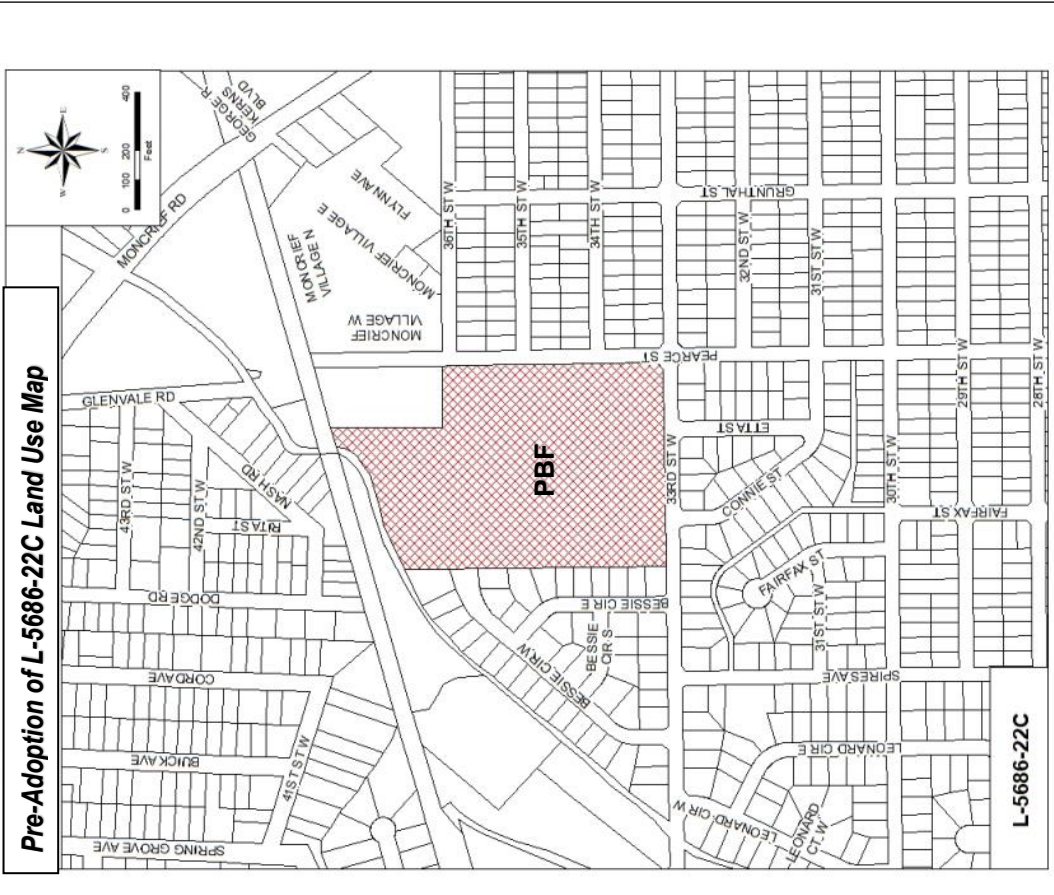 Pre-Adoption of L-5686-22C Land Use Map
N
W
E
S
0 100 200 400
Feet
GEORGE R
KERNS
BLVD
MONCRIEF RD
FLYNN AVE
MONCRIEF VILLAGE E
MONCRIEF
VILLAGE N
MONCRIEF
VILLAGE W
36TH ST W
35TH ST W
34TH ST W
GRUNTHAL ST
32ND ST W
31ST ST W
PEARCE ST
GLENVALE RD
43RD ST W
42ND ST W
NASH RD
RITA ST
DODGE RD
CORD AVE
BUICK AVE
41ST ST W
SPRING GROVE AVE
PBF
33RD ST W
ETTA ST
CONNIE ST
30TH ST W
29TH ST W
28TH ST W
FAIRFAX ST
FAIRFAX ST
31ST ST W
BESSIE CIR E
BESSIE
CIR S
BESSIE CIR W
SPIRES AVE
LEONARD CIR E
LEONARD CIR W
LEONARD
CT W
L-5686-22C